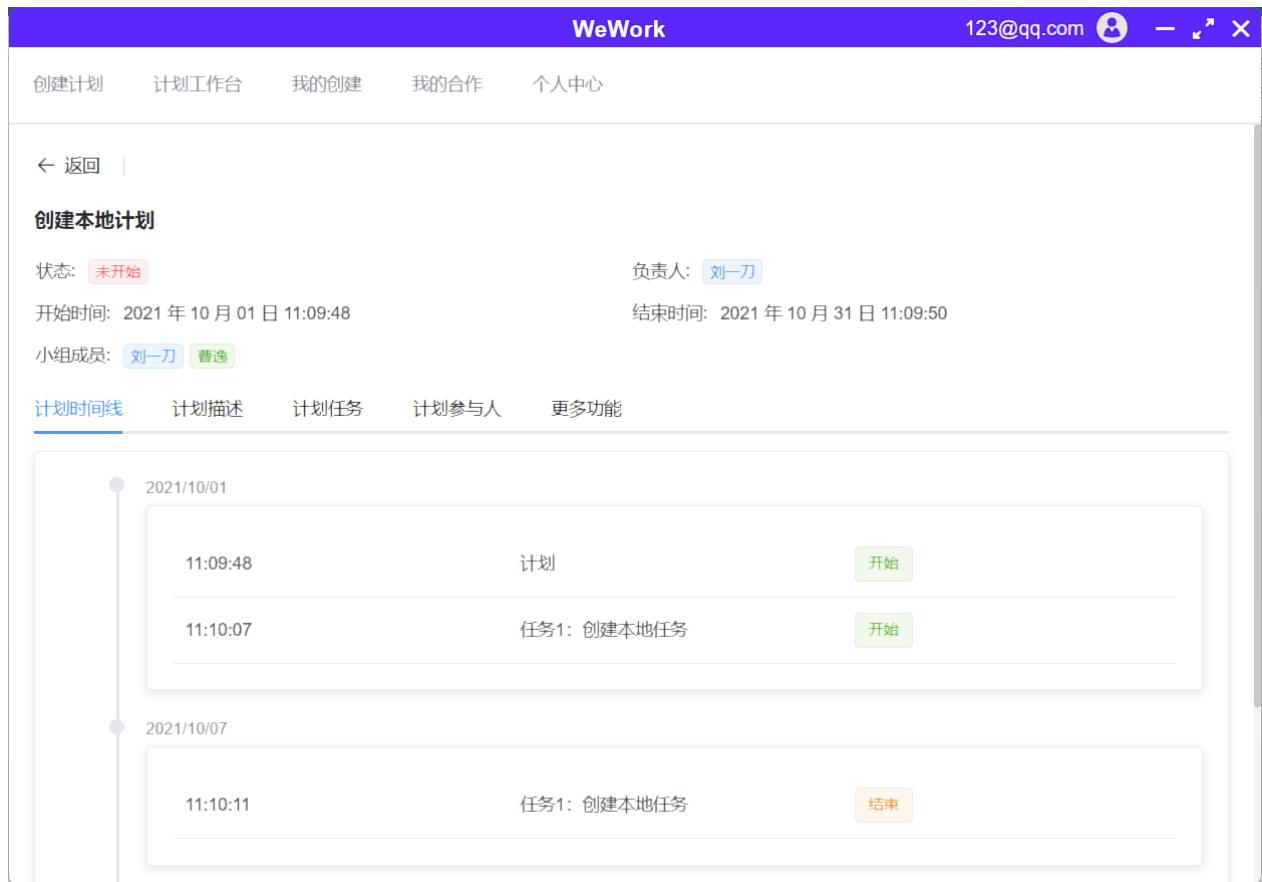 WeWork 123@qq.com
创建计划 计划工作台 我的创建 我的合作 个人中心
返回
创建本地计划
状态: 未开始 负责人: 刘一刀
开始时间: 2021 年 10 月 01 日 11:09:48 结束时间: 2021 年 10 月 31 日 11:09:50
小组成员: 刘一刀 曹逸
计划时间线 计划描述 计划任务 计划参与人 更多功能
2021/10/01
11:09:48 计划 开始
11:10:07 任务1：创建本地任务 开始
2021/10/07
11:10:11 任务1：创建本地任务 结束